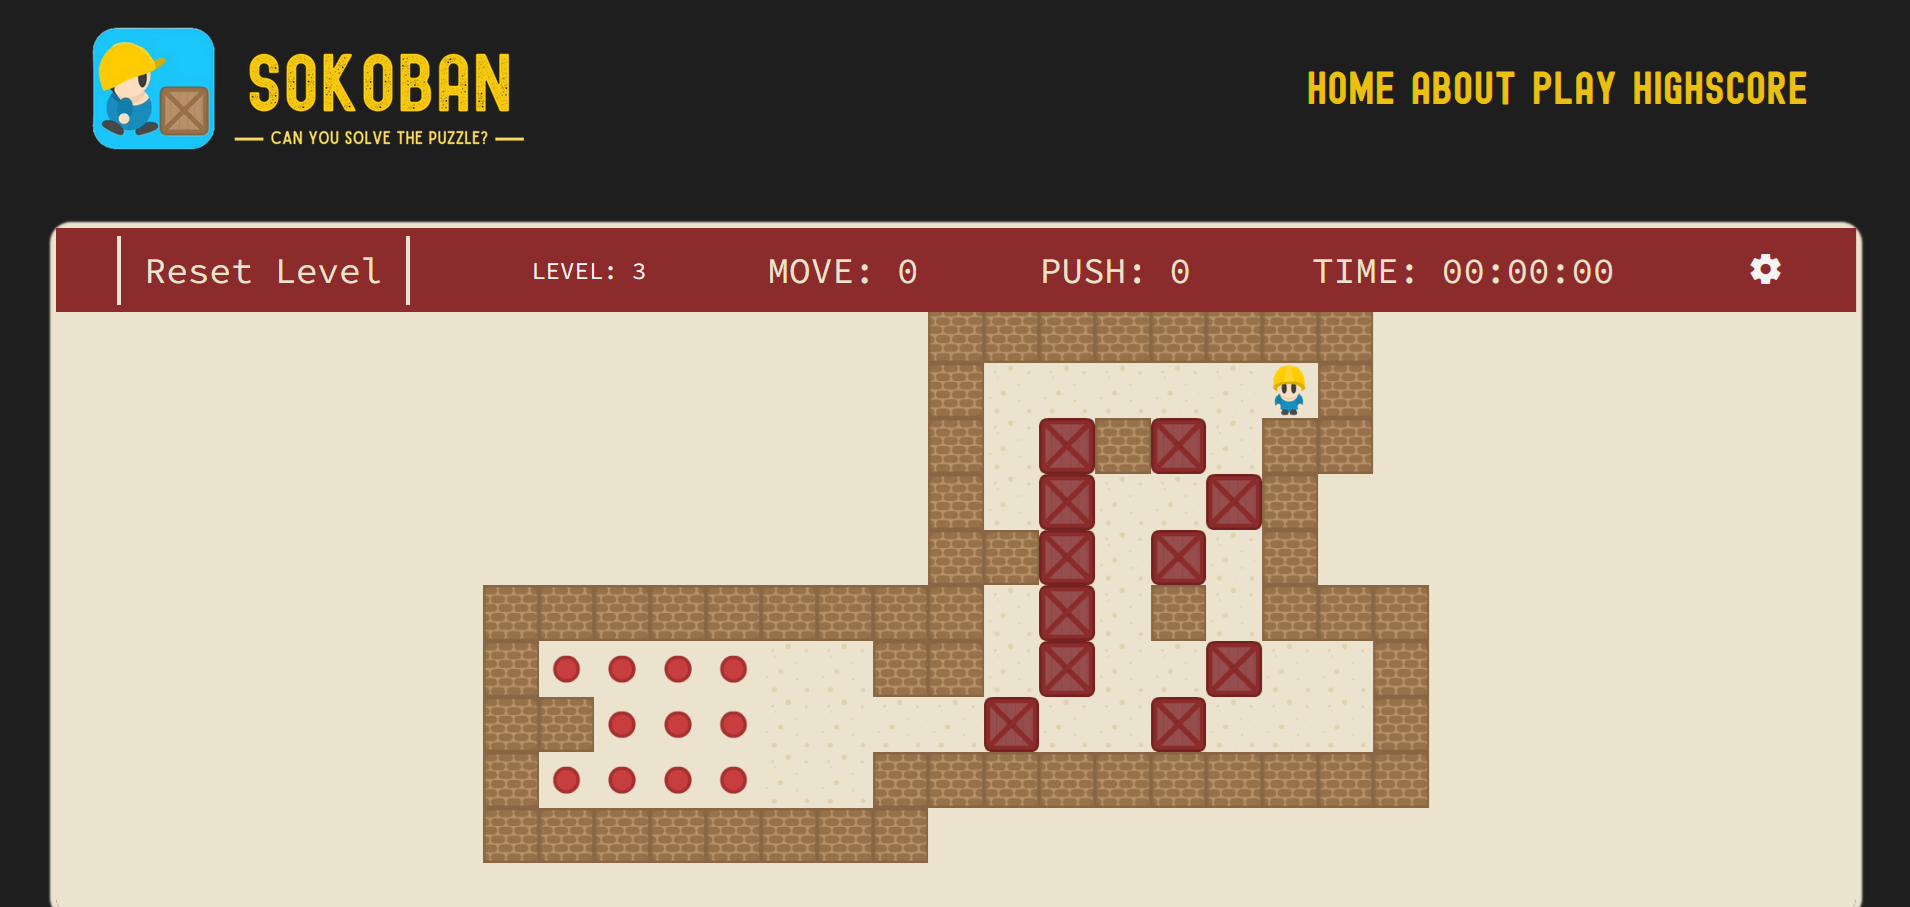 SOKOBAN
CAN YOU SOLVE THE PUZZLE?
HOME ABOUT PLAY HIGHSCORE
Reset Level LEVEL: 3 MOVE: 0 PUSH: 0 TIME: 00:00:00